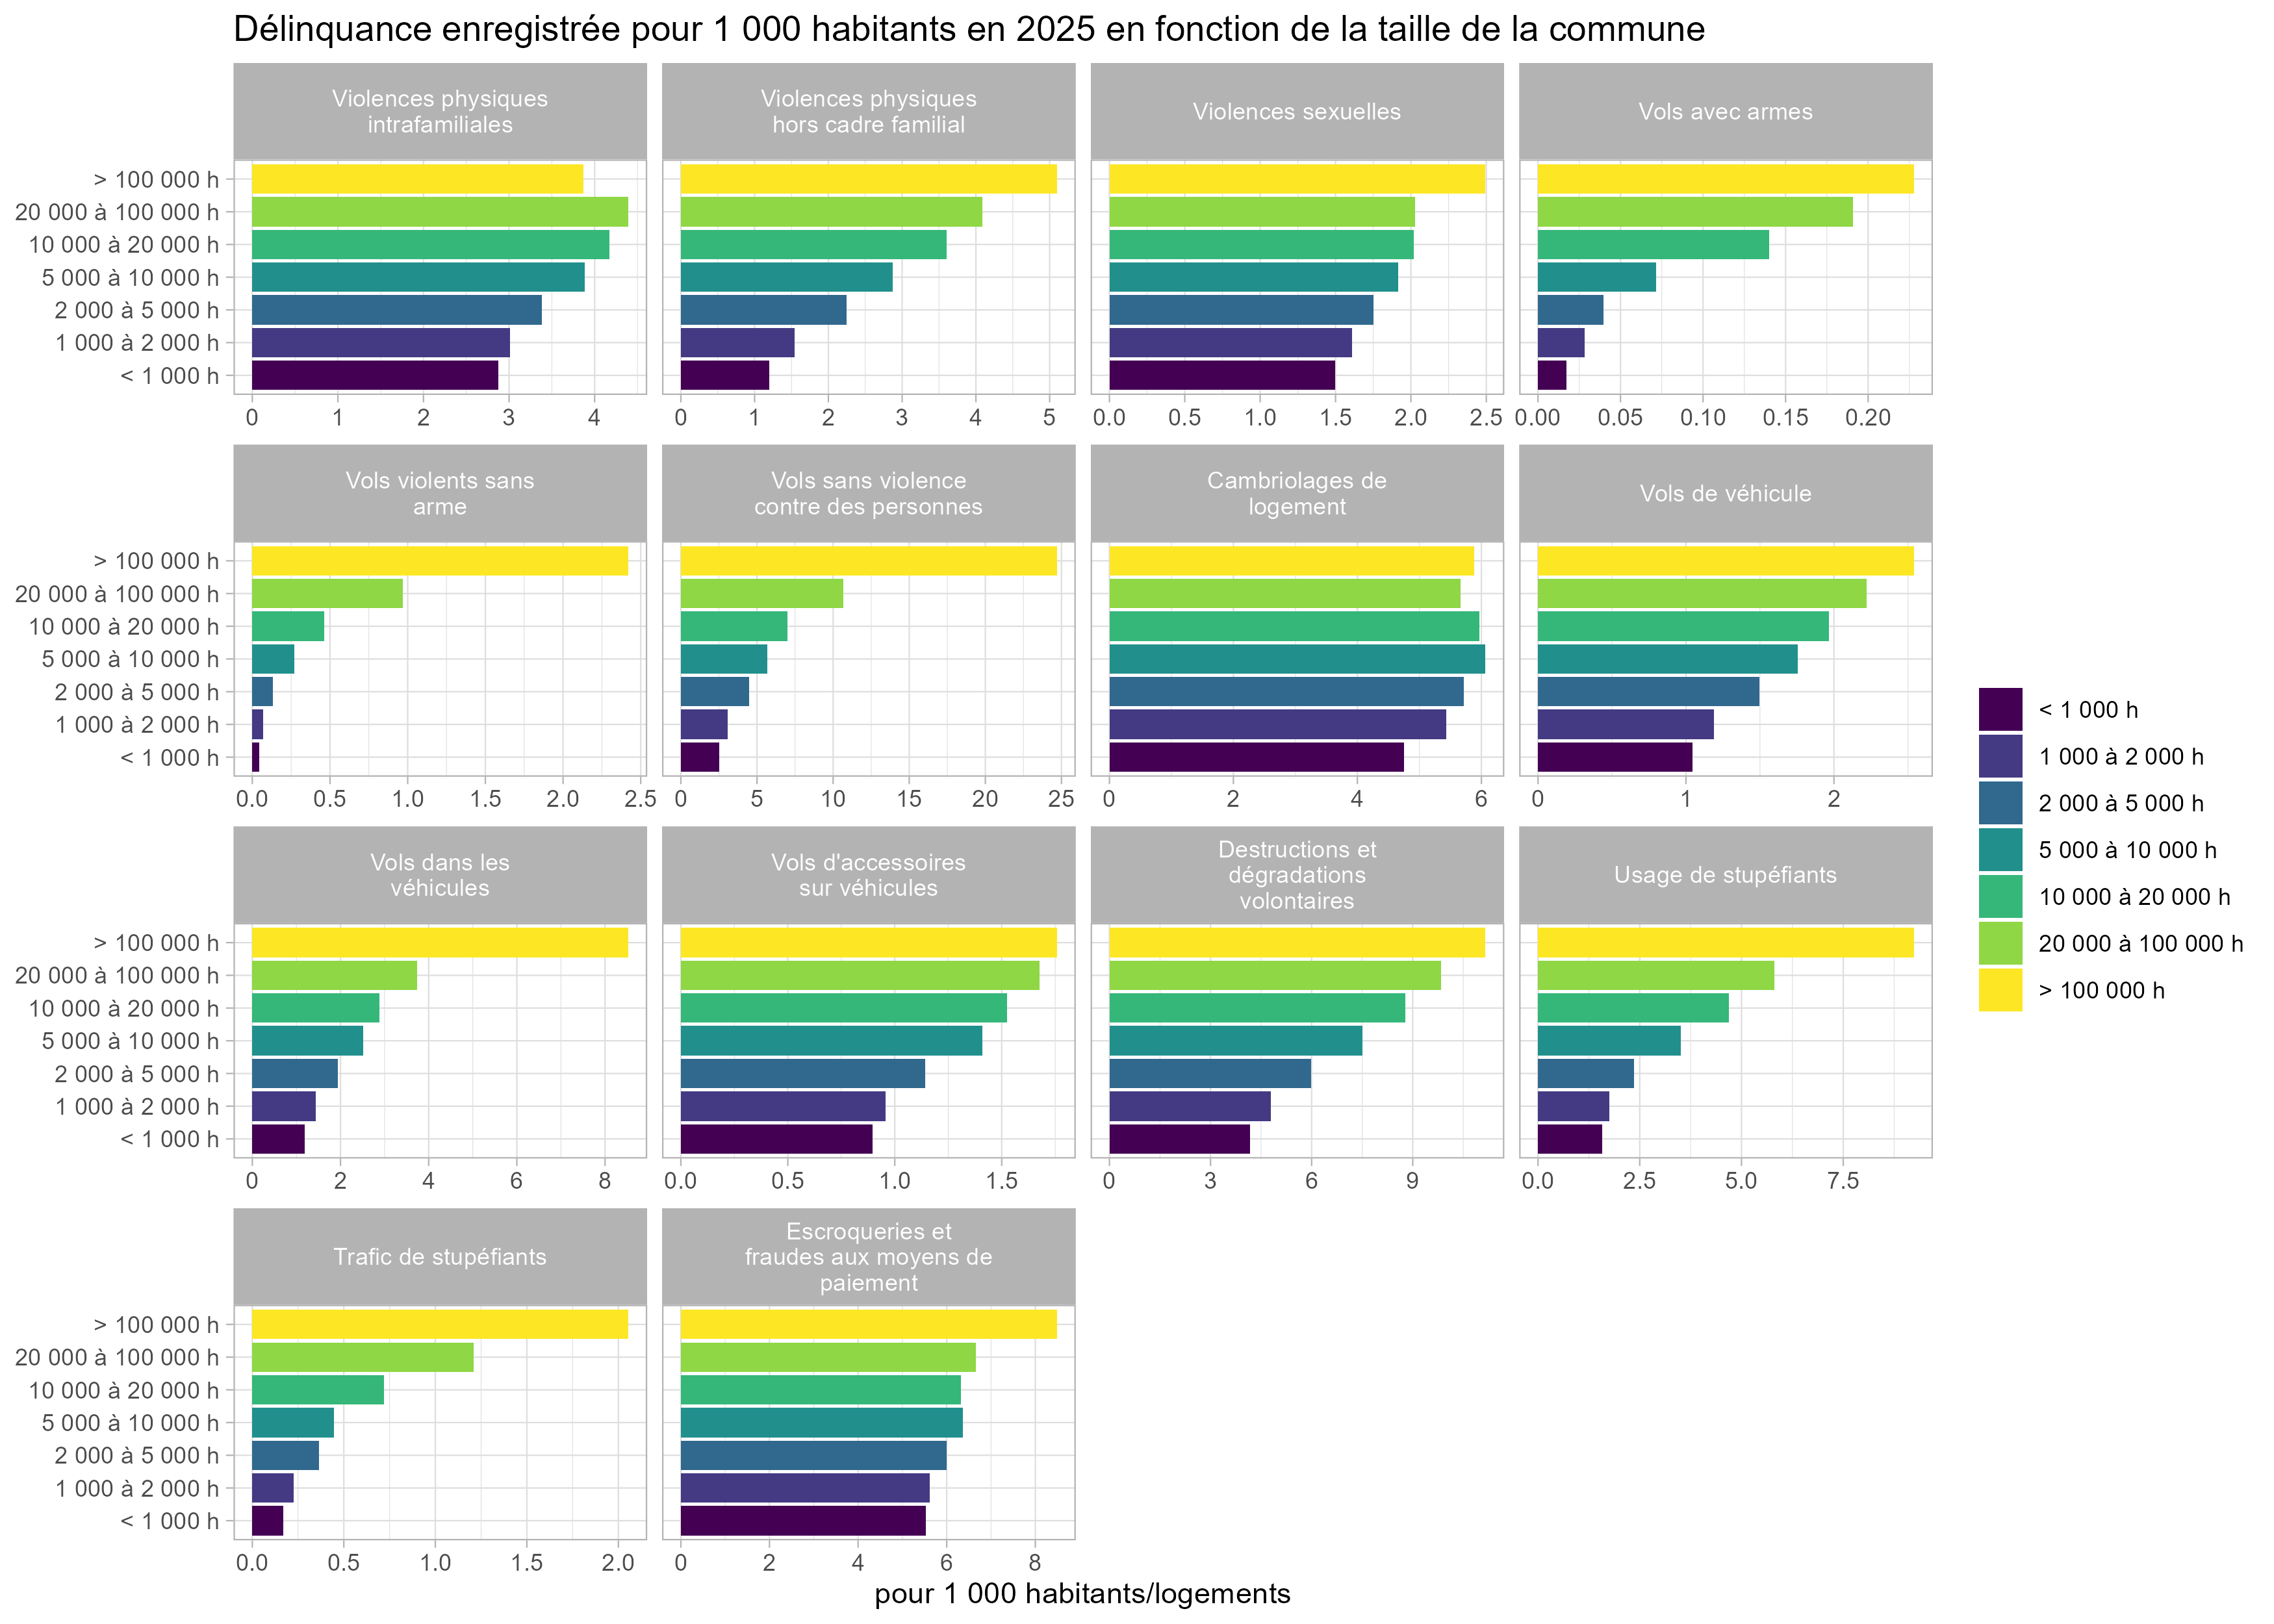 Délinquance enregistrée pour 1 000 habitants en 2025 en fonction de la taille de la commune
Violences physiques
intrafamiliales
Violences physiques
hors cadre familial
Violences sexuelles
Vols avec armes
> 100 000 h
20 000 à 100 000 h
10 000 à 20 000 h
5 000 à 10 000 h
2 000 à 5 000 h
1 000 à 2 000 h
< 1 000 h
0 1 2 3 4
0 1 2 3 4 5
0.0 0.5 1.0 1.5 2.0 2.5
0.00 0.05 0.10 0.15 0.20
Vols violents sans
arme
Vols sans violence
contre des personnes
Cambriolages de
logement
Vols de véhicule
> 100 000 h
20 000 à 100 000 h
10 000 à 20 000 h
5 000 à 10 000 h
2 000 à 5 000 h
1 000 à 2 000 h
< 1 000 h
0.0 0.5 1.0 1.5 2.0 2.5
0 5 10 15 20 25
0 2 4 6
0 1 2
Vols dans les
véhicules
Vols d'accessoires
sur véhicules
Destructions et
dégradations
volontaires
Usage de stupéfiants
> 100 000 h
20 000 à 100 000 h
10 000 à 20 000 h
5 000 à 10 000 h
2 000 à 5 000 h
1 000 à 2 000 h
< 1 000 h
0 2 4 6 8
0.0 0.5 1.0 1.5
0 3 6 9
0.0 2.5 5.0 7.5
Trafic de stupéfiants
Escroqueries et
fraudes aux moyens de
paiement
> 100 000 h
20 000 à 100 000 h
10 000 à 20 000 h
5 000 à 10 000 h
2 000 à 5 000 h
1 000 à 2 000 h
< 1 000 h
0.0 0.5 1.0 1.5 2.0
0 2 4 6 8
pour 1 000 habitants/logements
< 1 000 h
1 000 à 2 000 h
2 000 à 5 000 h
5 000 à 10 000 h
10 000 à 20 000 h
20 000 à 100 000 h
> 100 000 h